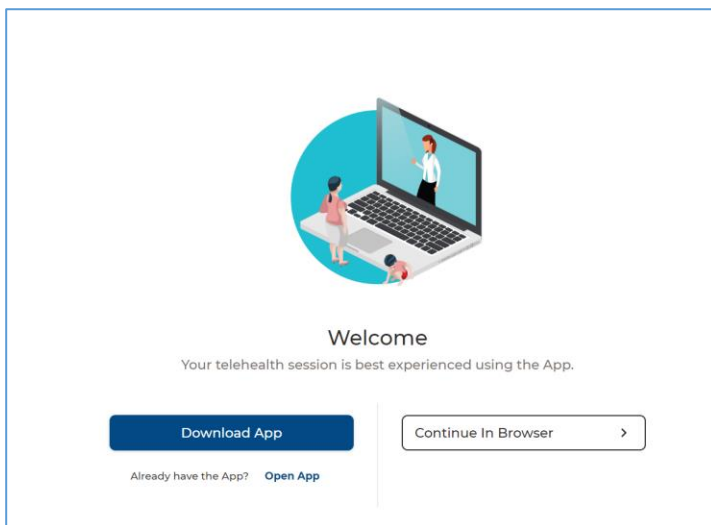 Welcome
Your telehealth session is best experienced using the App.
Download App
Already have the App? Open App
Continue In Browser